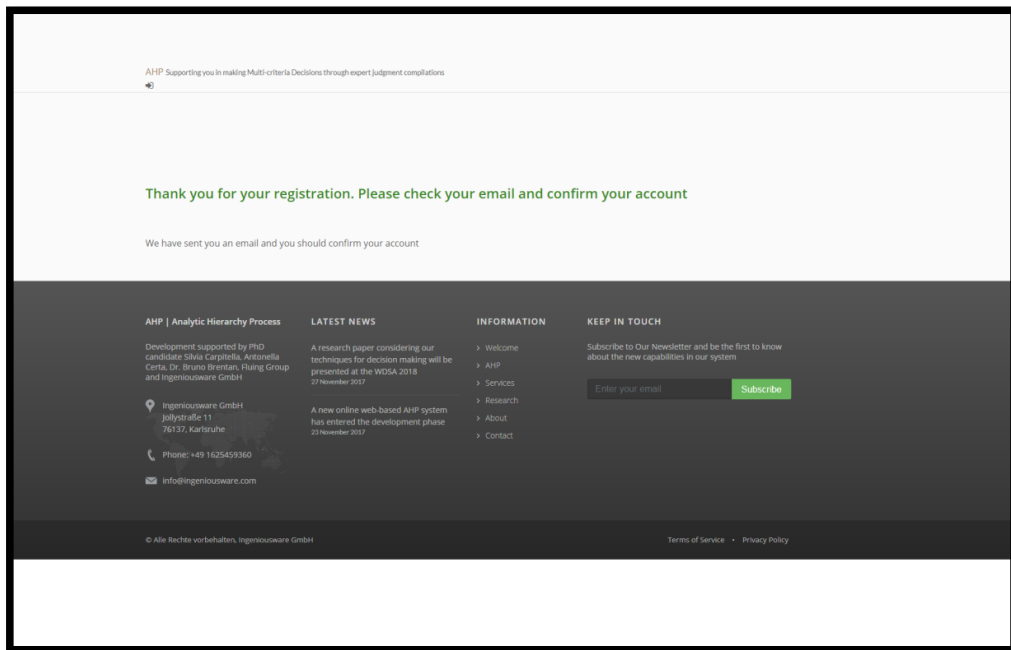 AHP Supporting you in making Multi-criteria Decisions through expert judgment compilations
Thank you for your registration. Please check your email and confirm your account
We have sent you an email and you should confirm your account
AHP | Analytic Hierarchy Process
Development supported by PhD
candidate Silvia Carpitella, Antonella
Certa, Dr. Bruno Brentan, Fluing Group
and Ingeniousware GmbH
Ingeniousware GmbH
Jollystraße 11
76137, Karlsruhe
Phone: +49 1625459360
info@ingeniousware.com
LATEST NEWS
A research paper considering our
techniques for decision making will be
presented at the WDSA 2018
27 November 2017
A new online web-based AHP system
has entered the development phase
23 November 2017
INFORMATION
› Welcome
› AHP
› Services
› Research
› About
› Contact
KEEP IN TOUCH
Subscribe to Our Newsletter and be the first to know
about the new capabilities in our system
Enter your email
Subscribe
© Alle Rechte vorbehalten, Ingeniousware GmbH
Terms of Service • Privacy Policy